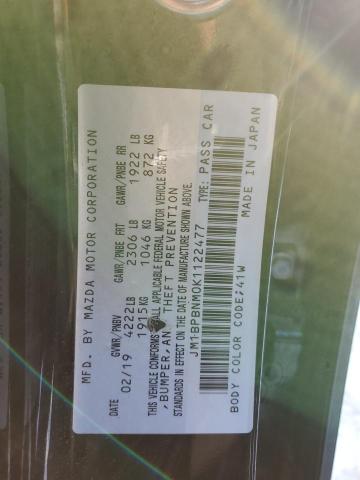 MFD. BY MAZDA MOTOR CORPORATION
DATE GVWR/PNBV GAWR/PNBE FRT GAWR/PNBE RR
02/19 4222LB 2306 LB 1922 LB
1915KG 1046 KG 872 KG
THIS VEHICLE CONFORMS TO ALL APPLICABLE FEDERAL MOTOR VEHICLE SAFETY
, BUMPER, AND THEFT PREVENTION
STANDARDS IN EFFECT ON THE DATE OF MANUFACTURE SHOWN ABOVE.
JM1BPBNM0K1122477 TYPE: PASS CAR
BODY COLOR CODE:41W MADE IN JAPAN